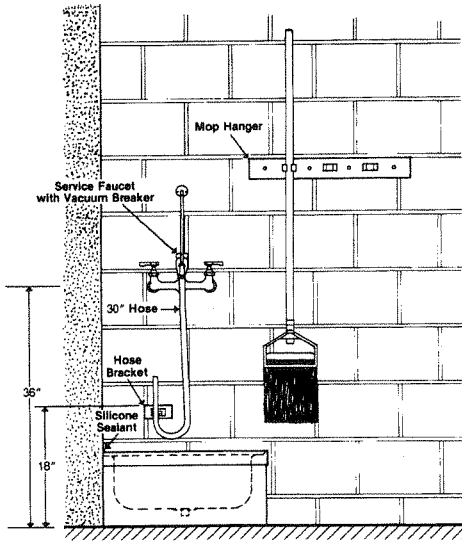 Mop Hanger
Service Faucet
with Vacuum Breaker
30" Hose
Hose
Bracket
36"
Silicone
Sealant
18"